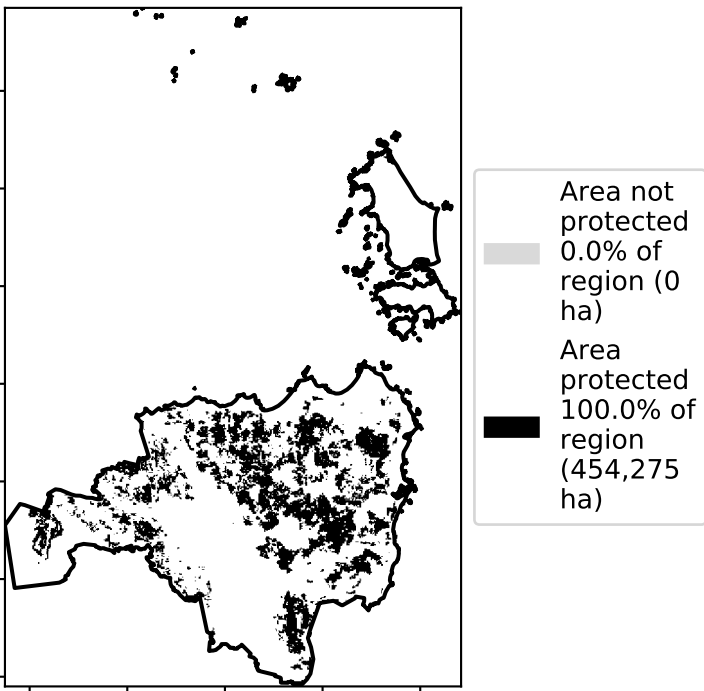 Area not
protected
0.0% of
region (0
ha)
Area
protected
100.0% of
region
(454,275
ha)